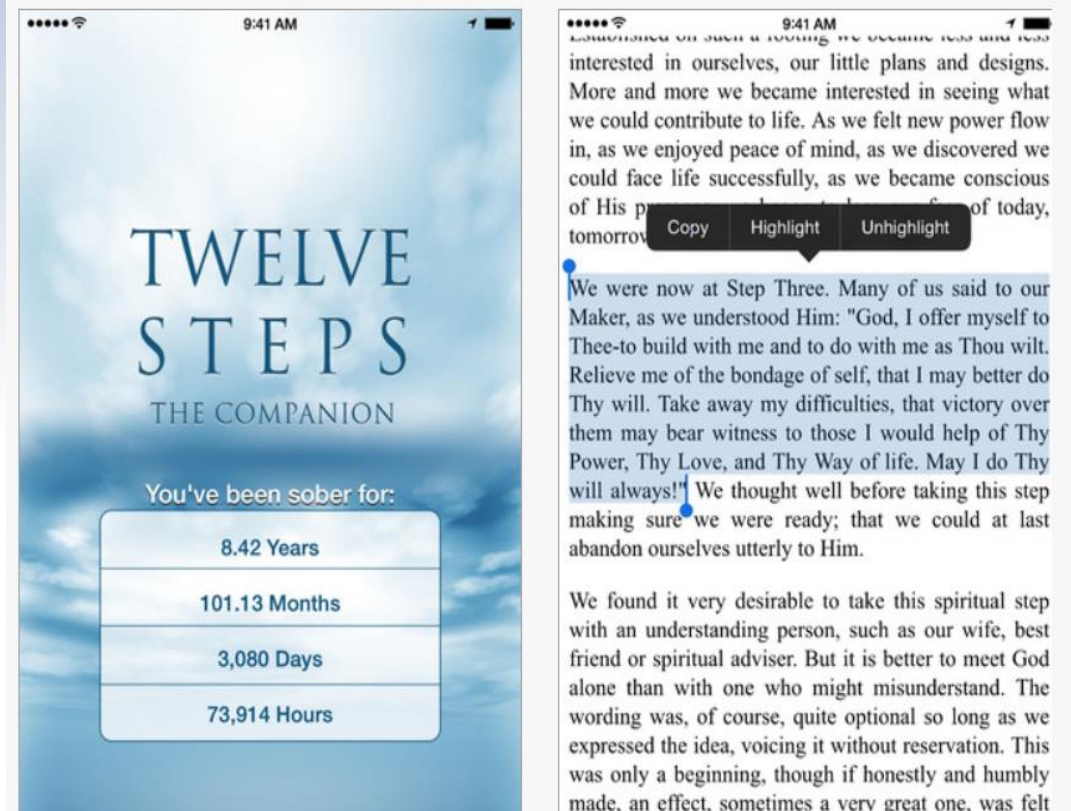 9:41 AM
TWELVE
STEPS
THE COMPANION
You've been sober for:
8.42 Years
101.13 Months
3,080 Days
73,914 Hours
9:41 AM
Established on such a footing we became less and less
interested in ourselves, our little plans and designs.
More and more we became interested in seeing what
we could contribute to life. As we felt new power flow
in, as we enjoyed peace of mind, as we discovered we
could face life successfully, as we became conscious
of His of today,
Copy Highlight Unhighlight
We were now at Step Three. Many of us said to our
Maker, as we understood Him: "God, I offer myself to
Thee-to build with me and to do with me as Thou wilt.
Relieve me of the bondage of self, that I may better do
Thy will. Take away my difficulties, that victory over
them may bear witness to those I would help of Thy
Power, Thy Love, and Thy Way of life. May I do Thy
will always!" We thought well before taking this step
making sure we were ready; that we could at last
abandon ourselves utterly to Him.
We found it very desirable to take this spiritual step
with an understanding person, such as our wife, best
friend or spiritual adviser. But it is better to meet God
alone than with one who might misunderstand. The
wording was, of course, quite optional so long as we
expressed the idea, voicing it without reservation. This
was only a beginning, though if honestly and humbly
made, an effect, sometimes a very great one, was felt